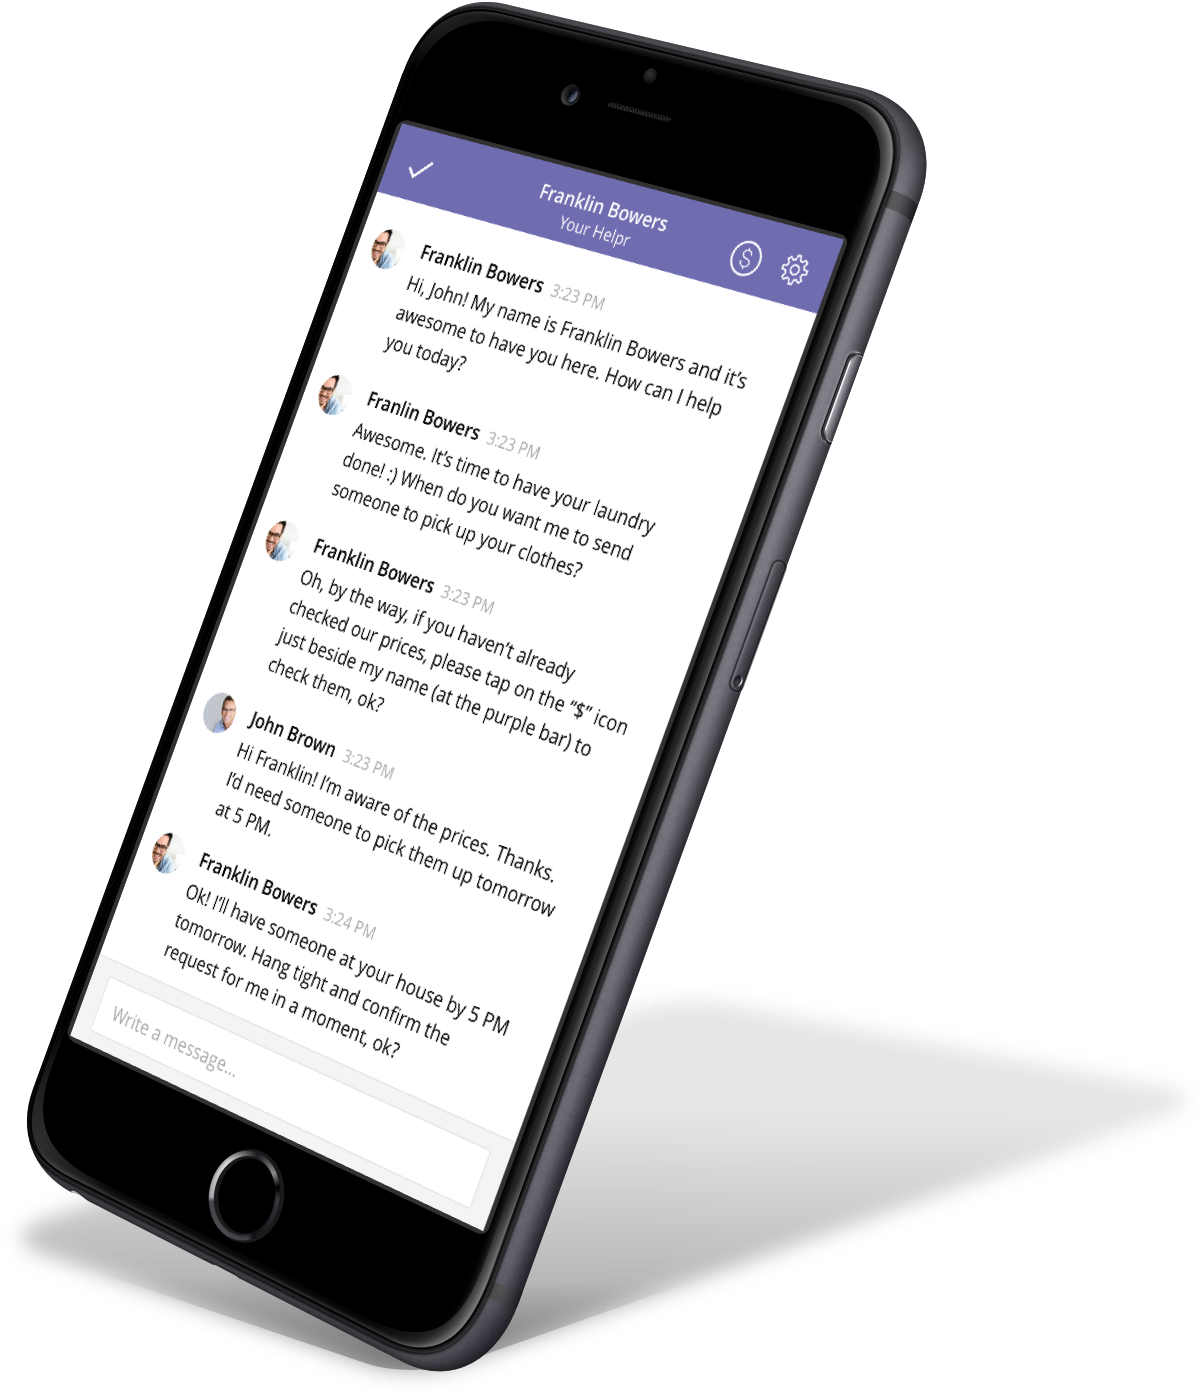 Franklin Bowers
Your Helpr
$
Franklin Bowers 3:23 PM
Hi, John! My name is Franklin Bowers and it's
awesome to have you here. How can I help
you today?
Franlin Bowers 3:23 PM
Awesome. It's time to have your laundry
done! :) When do you want me to send
someone to pick up your clothes?
Franklin Bowers 3:23 PM
Oh, by the way, if you haven't already
checked our prices, please tap on the “$” icon
just beside my name (at the purple bar) to
check them, ok?
John Brown 3:23 PM
Hi Franklin! I'm aware of the prices. Thanks.
I'd need someone to pick them up tomorrow
at 5 PM.
Franklin Bowers 3:24 PM
Ok! I'll have someone at your house by 5 PM
tomorrow. Hang tight and confirm the
request for me in a moment, ok?
Write a message...